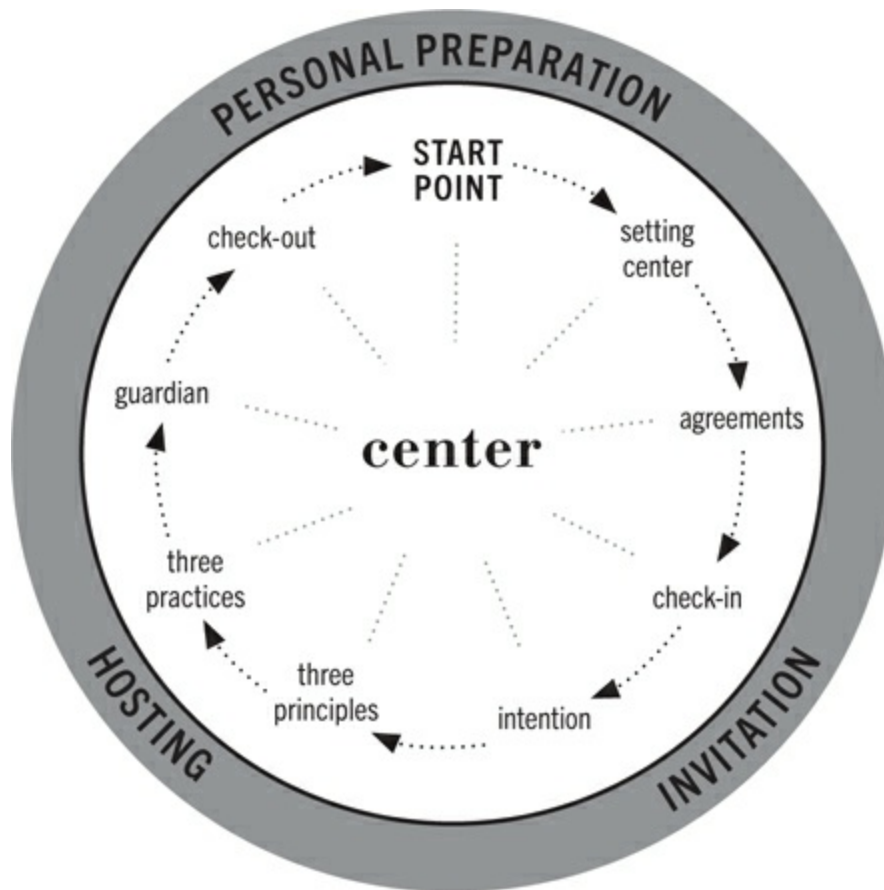 PERSONAL PREPARATION
START
POINT
setting
center
agreements
check-in
intention
three
principles
three
practices
guardian
check-out
center
HOSTING
INVITATION